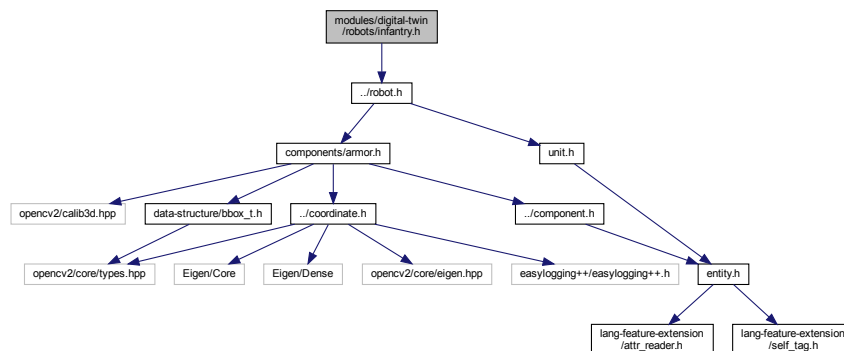 modules/digital-twin
/robots/infantry.h
../robot.h
components/armor.h
unit.h
opencv2/calib3d.hpp
data-structure/bbox_t.h
../coordinate.h
../component.h
opencv2/core/types.hpp
Eigen/Core
Eigen/Dense
opencv2/core/eigen.hpp
easylogging++/easylogging++.h
entity.h
lang-feature-extension
/attr_reader.h
lang-feature-extension
/self_tag.h